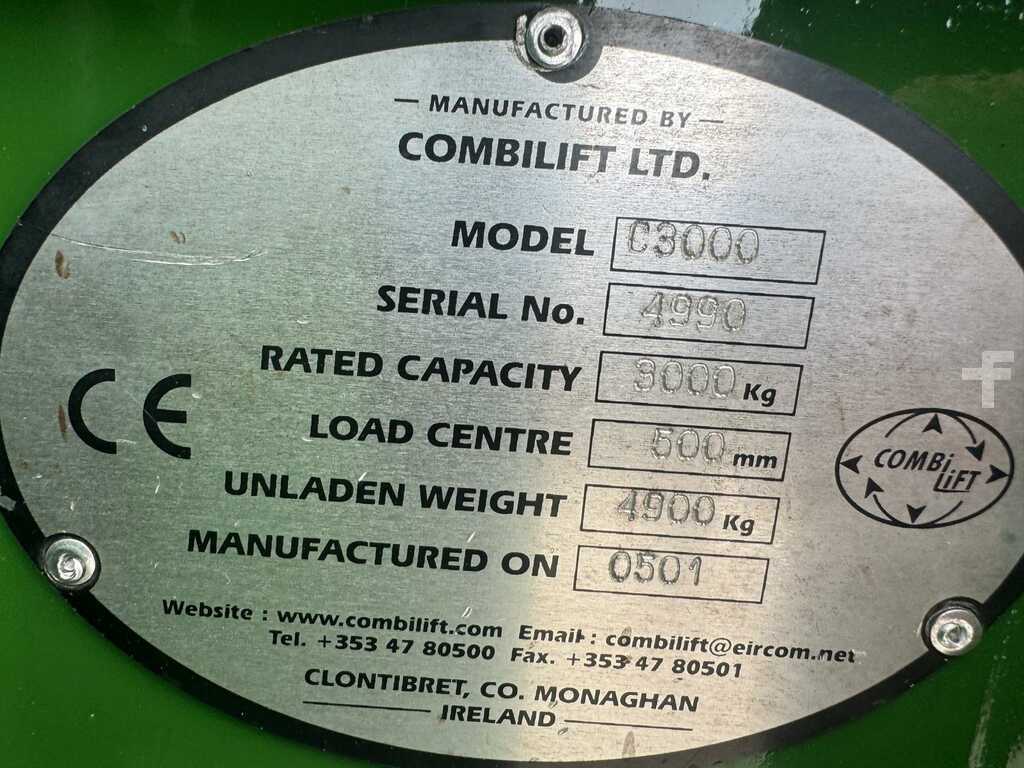 — MANUFACTURED BY —
COMBILIFT LTD.
MODEL C3000
SERIAL No. 4990
RATED CAPACITY 3000 Kg
LOAD CENTRE 500 mm
UNLADEN WEIGHT 4900 Kg
MANUFACTURED ON 0501
CE
COMBi
LiFT
Website : www.combilift.com Email : combilift@eircom.net
Tel. +353 47 80500 Fax. +353 47 80501
CLONTIBRET, CO. MONAGHAN
— IRELAND —